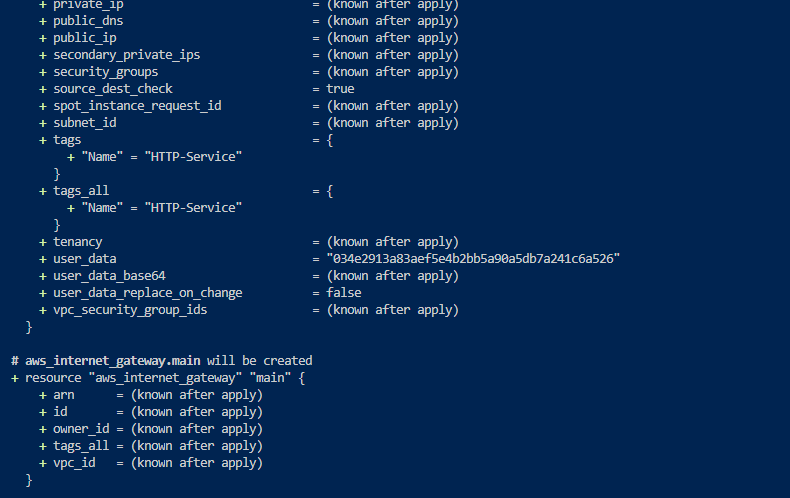 + private_ip = (known after apply)
+ public_dns = (known after apply)
+ public_ip = (known after apply)
+ secondary_private_ips = (known after apply)
+ security_groups = (known after apply)
+ source_dest_check = true
+ spot_instance_request_id = (known after apply)
+ subnet_id = (known after apply)
+ tags = {
+ "Name" = "HTTP-Service"
}
+ tags_all = {
+ "Name" = "HTTP-Service"
}
+ tenancy = (known after apply)
+ user_data = "034e2913a83aef5e4b2bb5a90a5db7a241c6a526"
+ user_data_base64 = (known after apply)
+ user_data_replace_on_change = false
+ vpc_security_group_ids = (known after apply)
}
# aws_internet_gateway.main will be created
+ resource "aws_internet_gateway" "main" {
+ arn = (known after apply)
+ id = (known after apply)
+ owner_id = (known after apply)
+ tags_all = (known after apply)
+ vpc_id = (known after apply)
}